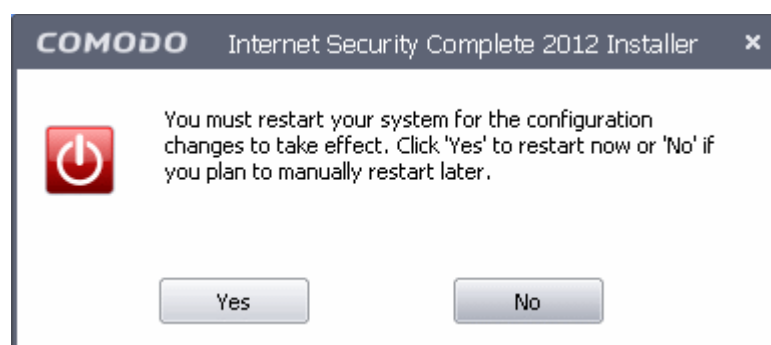 COMODO Internet Security Complete 2012 Installer
You must restart your system for the configuration
changes to take effect. Click 'Yes' to restart now or 'No' if
you plan to manually restart later.
Yes No